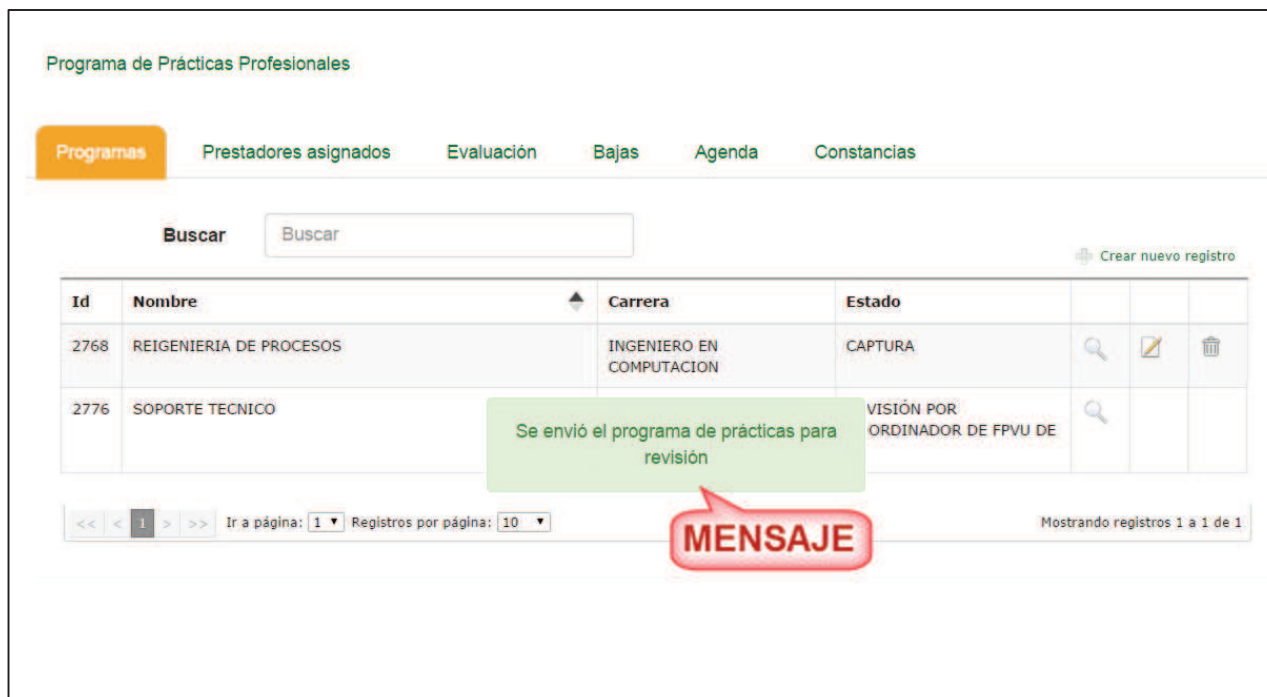 Programa de Prácticas Profesionales
Programas Prestadores asignados Evaluación Bajas Agenda Constancias
Buscar Buscar
Crear nuevo registro
Id Nombre Carrera Estado
2768 REIGENIERIA DE PROCESOS INGENIERO EN CAPTURA
COMPUTACION
2776 SOPORTE TECNICO VISIÓN POR
ORDINADOR DE FPVU DE
Se envió el programa de prácticas para
revisión
<< < 1 > >> Ir a página: 1 Registros por página: 10 Mostrando registros 1 a 1 de 1
MENSAJE